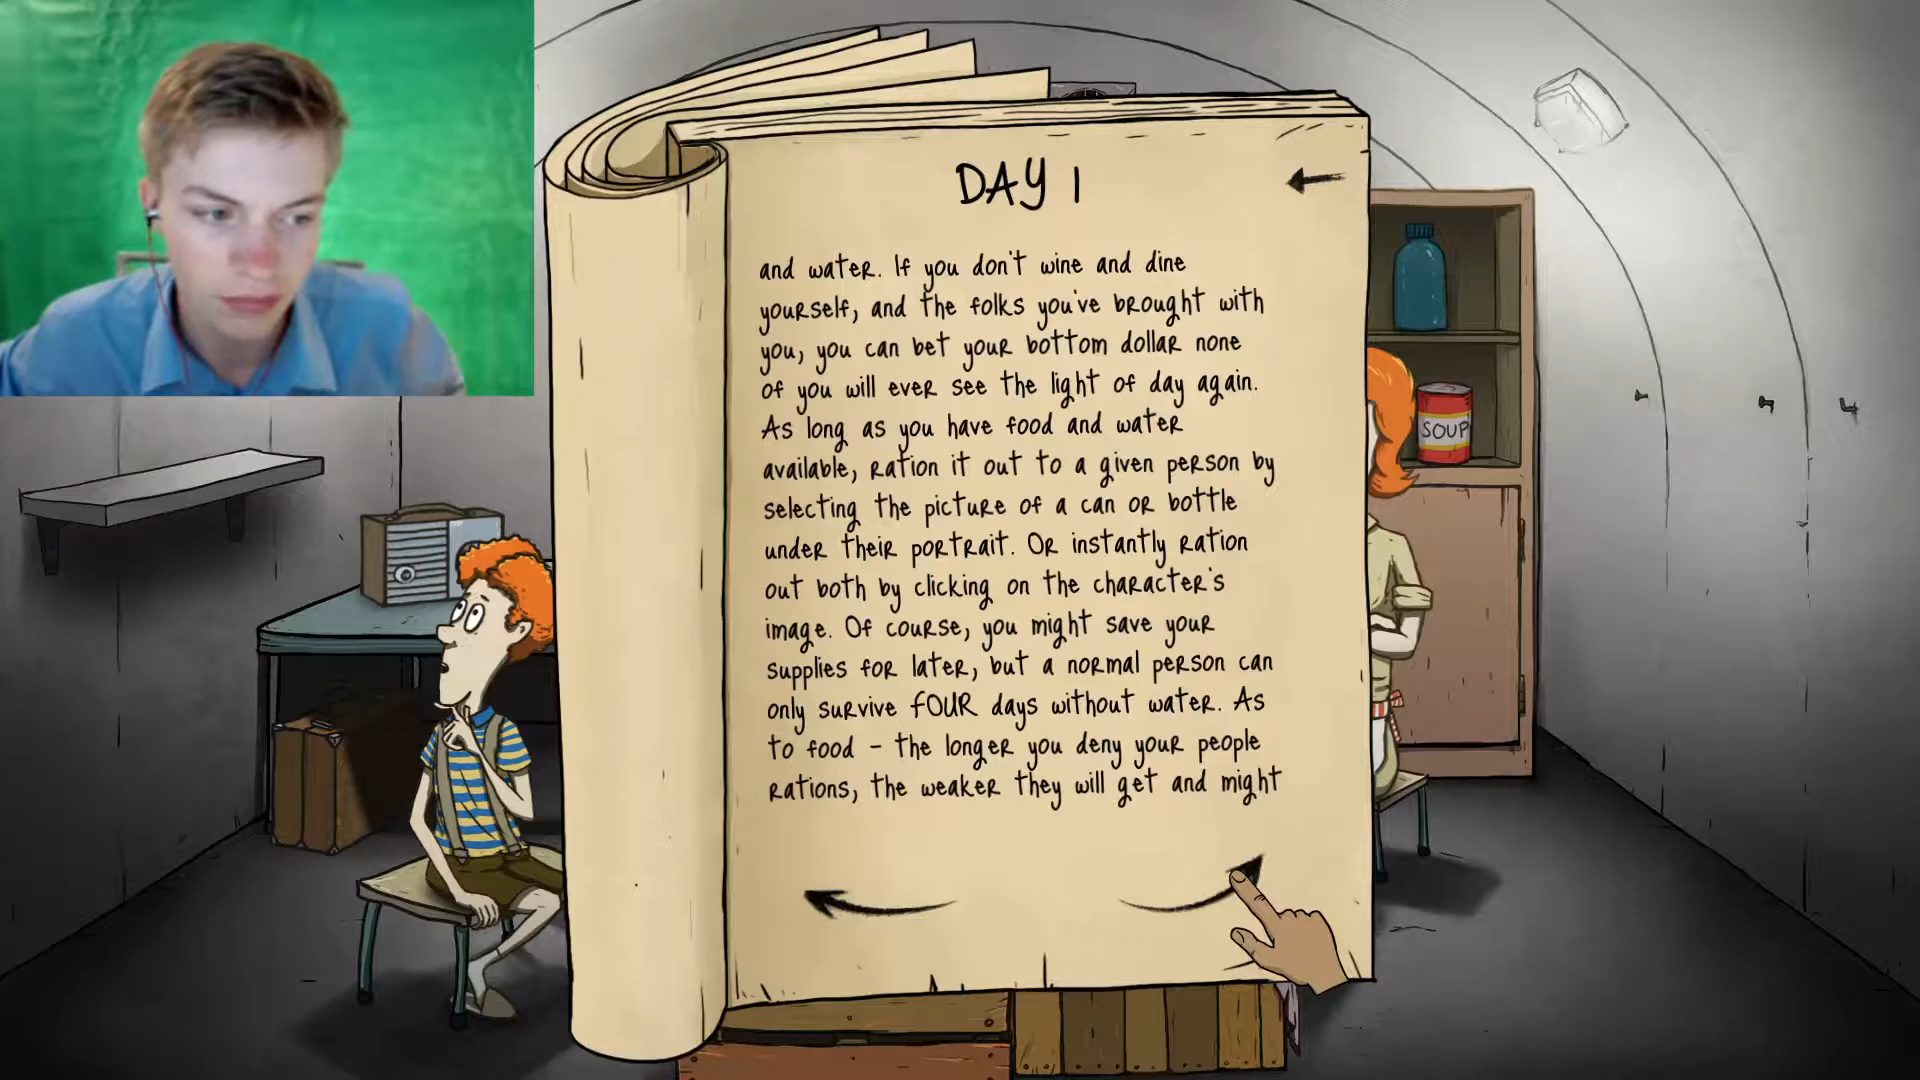 DAY 1
and water. If you don't wine and dine
yourself, and the folks you've brought with
you, you can bet your bottom dollar none
of you will ever see the light of day again.
As long as you have food and water
available, ration it out to a given person by
selecting the picture of a can or bottle
under their portrait. Or instantly ration
out both by clicking on the character's
image. Of course, you might save your
supplies for later, but a normal person can
only survive FOUR days without water. As
to food - the longer you deny your people
rations, the weaker they will get and might
SOUP